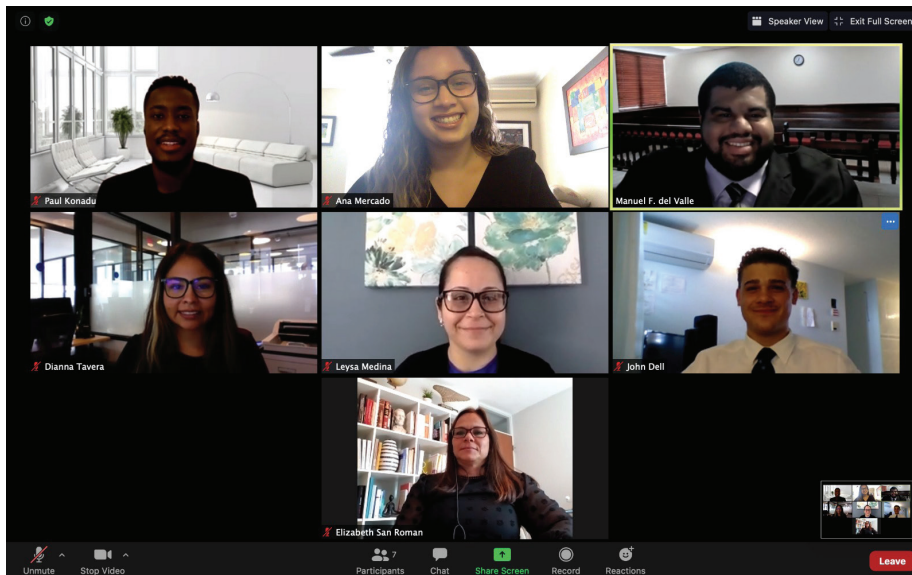 Speaker View
Exit Full Screen
Paul Konadu
Ana Mercado
Manuel F. del Valle
Dianna Tavera
Leysa Medina
John Dell
Elizabeth San Roman
Unmute
Stop Video
Participants
7
Chat
Share Screen
Record
Reactions
Leave